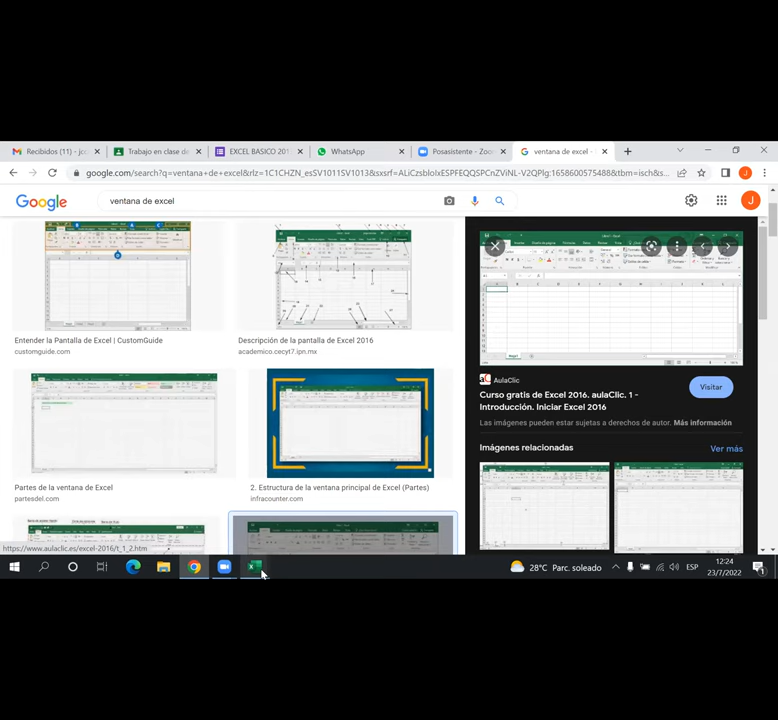 Recibidos (11) - jcz
Trabajo en clase de
EXCEL BASICO 201
WhatsApp
Posasistente - Zoo
ventana de excel -
google.com/search?q=ventana+de+excel&rlz=1C1CHZN_esSV1011SV1013&sxsrf=ALiCzsbloIxESPFEQQSPCnZViNL-V2QPlg:1658600575488&tbm=isch&s...
Google
ventana de excel
J
Entender la Pantalla de Excel | CustomGuide
customguide.com
Descripción de la pantalla de Excel 2016
academico.cecyt7.ipn.mx
Partes de la ventana de Excel
partesdel.com
2. Estructura de la ventana principal de Excel (Partes)
infracounter.com
https://www.aulaclic.es/excel-2016/t_1_2.htm
AulaClic
Visitar
Curso gratis de Excel 2016. aulaClic. 1 -
Introducción. Iniciar Excel 2016
Las imágenes pueden estar sujetas a derechos de autor. Más información
Imágenes relacionadas
Ver más
28°C Parc. soleado
ESP
12:24
23/7/2022